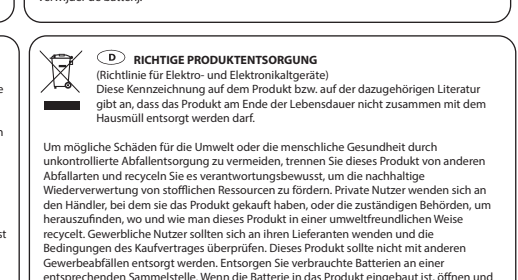 D RICHTIGE PRODUKTENTSORGUNG
(Richtlinie für Elektro- und Elektronikaltgeräte)
Diese Kennzeichnung auf dem Produkt bzw. auf der dazugehörigen Literatur
gibt an, dass das Produkt am Ende der Lebensdauer nicht zusammen mit dem
Hausmüll entsorgt werden darf.
Um mögliche Schäden für die Umwelt oder die menschliche Gesundheit durch
unkontrollierte Abfallentsorgung zu vermeiden, trennen Sie dieses Produkt von anderen
Abfallarten und recyceln Sie es verantwortungsbewusst, um die nachhaltige
Wiederverwertung von stofflichen Ressourcen zu fördern. Private Nutzer wenden sich an
den Händler, bei dem sie das Produkt gekauft haben, oder die zuständigen Behörden, um
herauszufinden, wo und wie man dieses Produkt in einer umweltfreundlichen Weise
recycelt. Gewerbliche Nutzer sollten sich an ihren Lieferanten wenden und die
Bedingungen des Kaufvertrages überprüfen. Dieses Produkt sollte nicht mit anderen
Gewerbeabfällen entsorgt werden. Entsorgen Sie verbrauchte Batterien an einer
entsprechenden Sammelstelle. Wenn die Batterie in das Produkt eingebaut ist, öffnen und